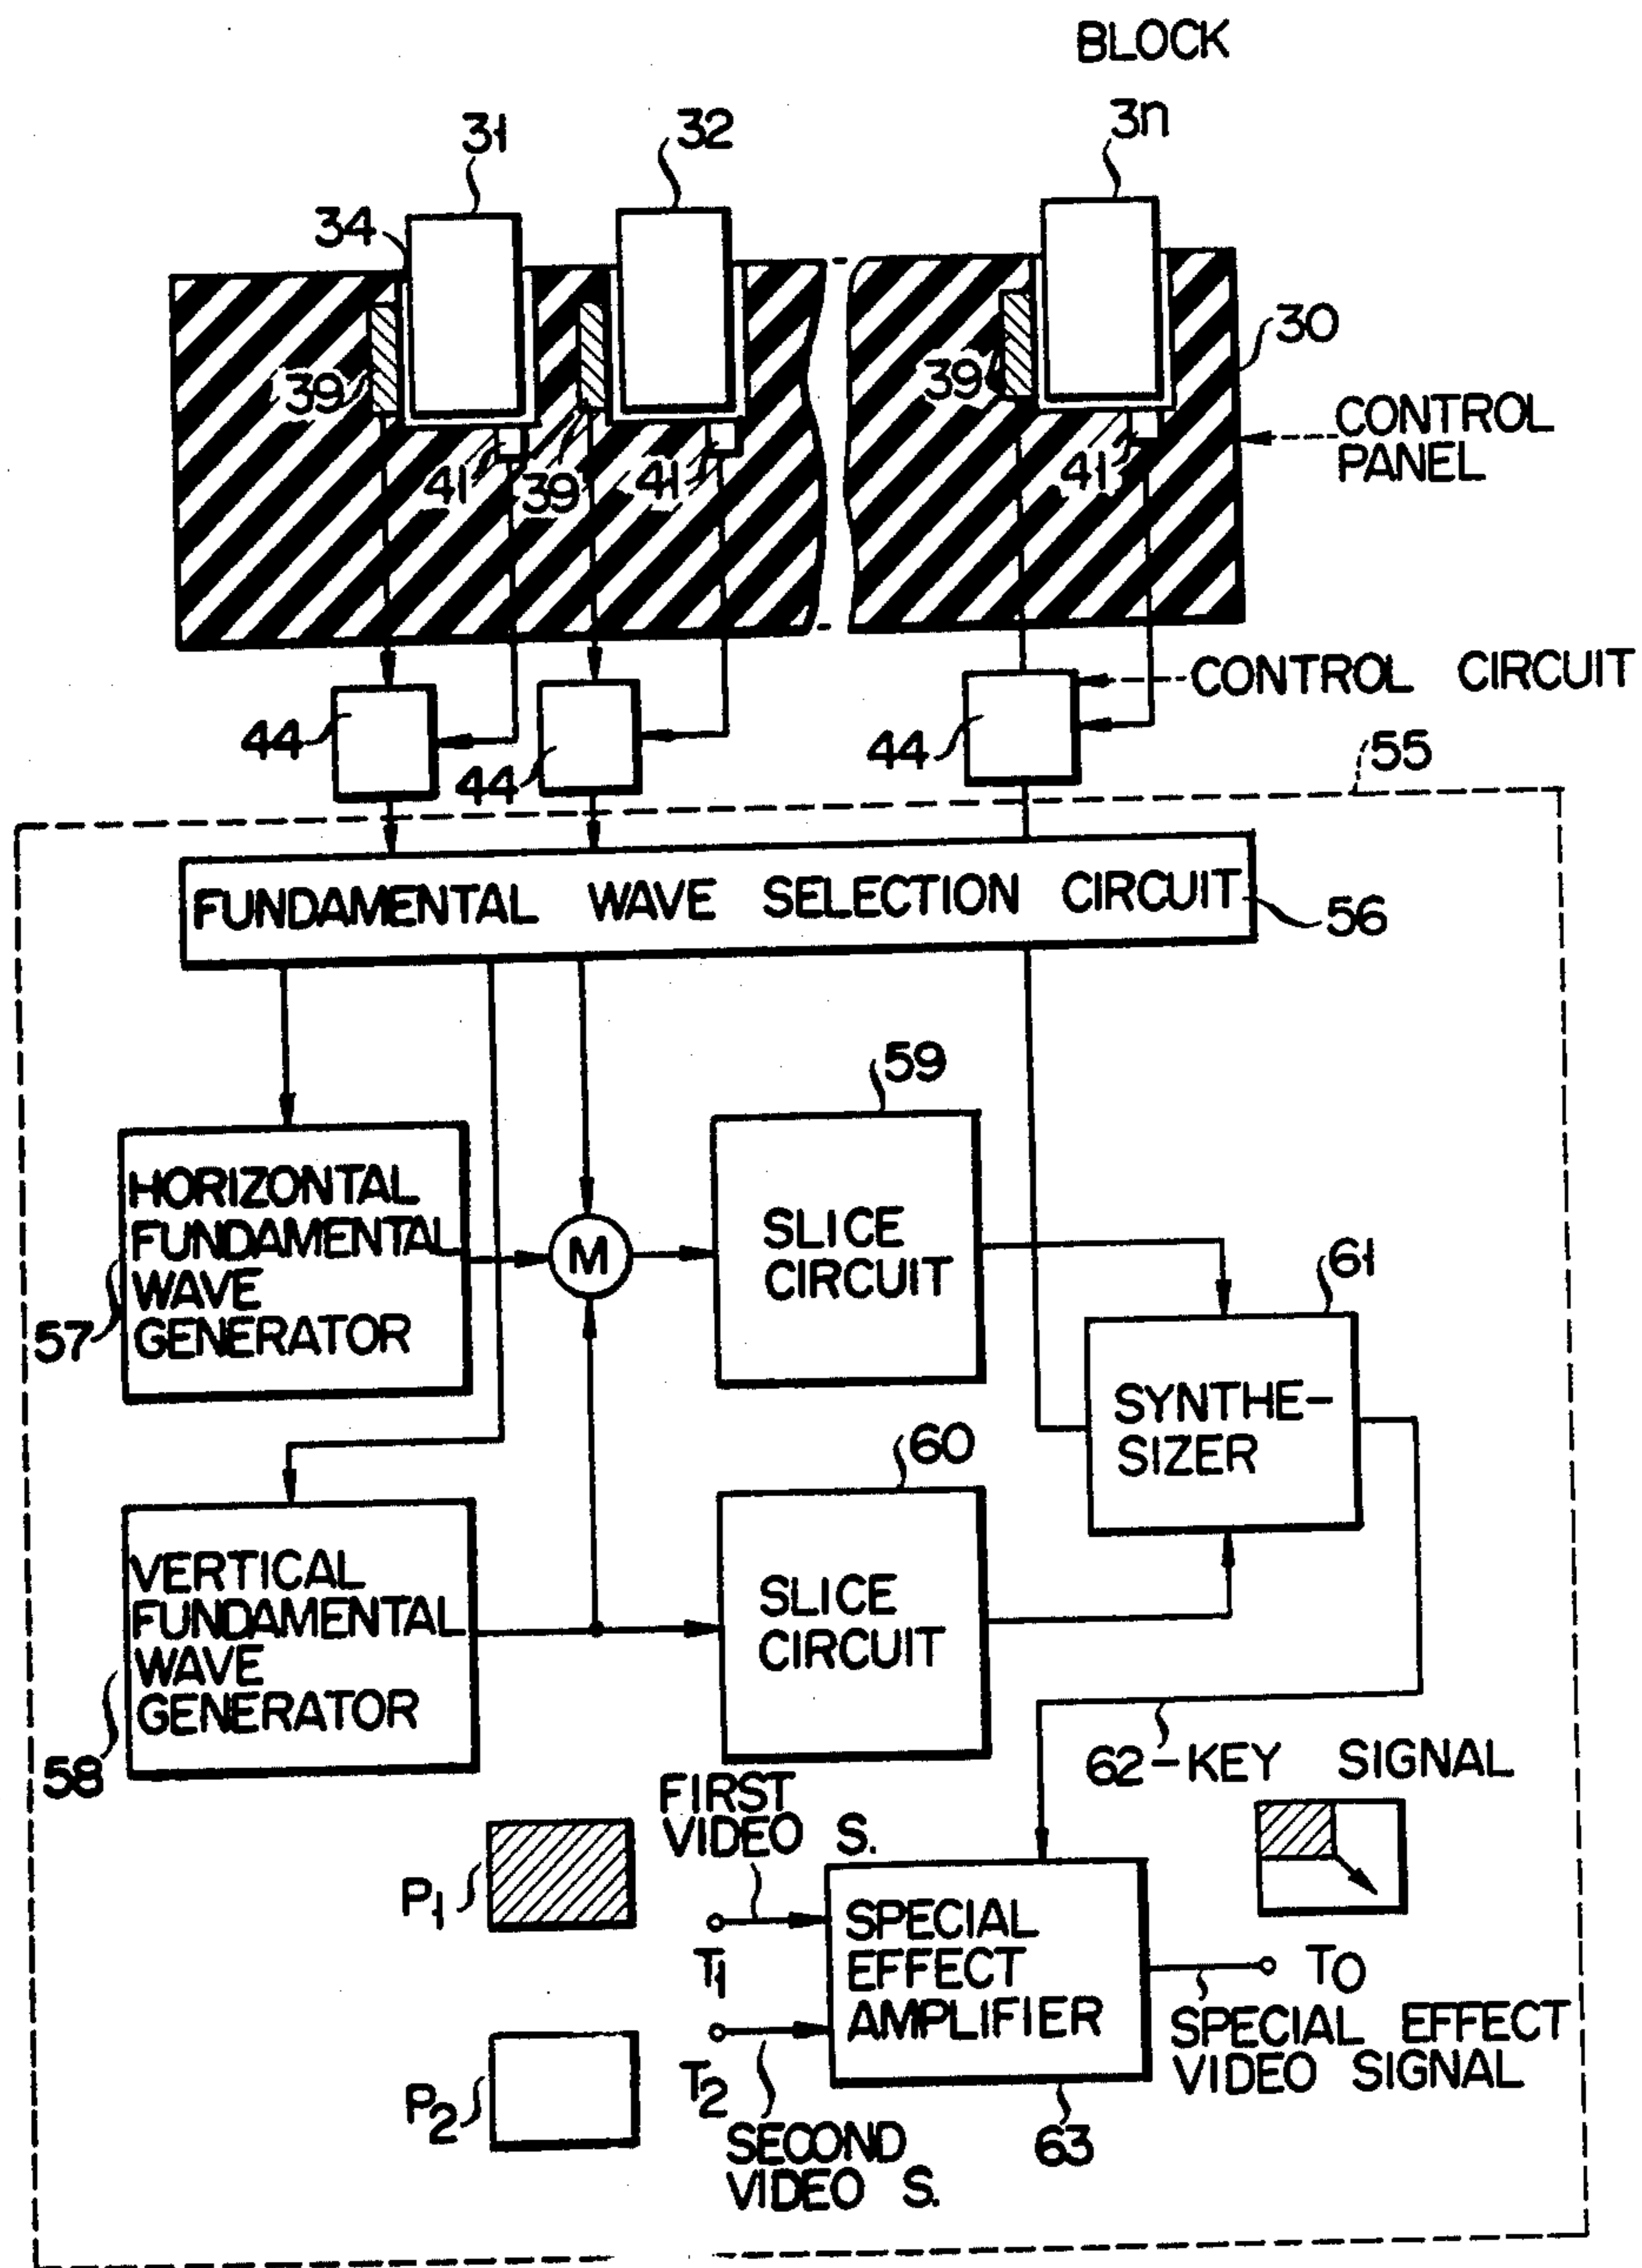 BLOCK
31
32
3n
34
30
39
39
39
41
41
41
CONTROL
PANEL
CONTROL CIRCUIT
44
44
44
55
FUNDAMENTAL WAVE SELECTION CIRCUIT
56
59
HORIZONTAL
FUNDAMENTAL
WAVE
GENERATOR
57
M
SLICE
CIRCUIT
61
SYNTHE-
SIZER
60
VERTICAL
FUNDAMENTAL
WAVE
GENERATOR
58
SLICE
CIRCUIT
62-KEY SIGNAL
FIRST
VIDEO S.
P1
T1
SPECIAL
EFFECT
AMPLIFIER
TO
SPECIAL EFFECT
VIDEO SIGNAL
P2
T2
SECOND
VIDEO S.
63